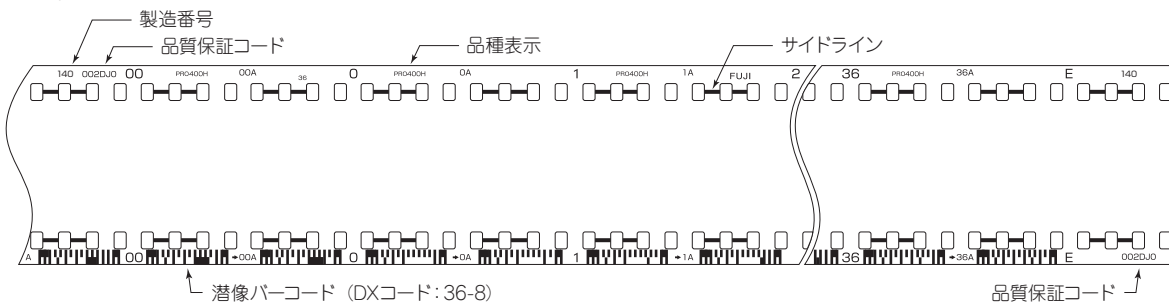 製造番号
品質保証コード
品種表示
サイドライン
140 002DJ0 00 PRO400H 00A 36 0 PRO400H 0A 1 PRO400H 1A FUJI 2 36 PRO400H 36A E 140
A 00 →00A 0 →0A 1 →1A 36 →36A E 002DJ0
潜像バーコード（DXコード：36-8）
品質保証コード